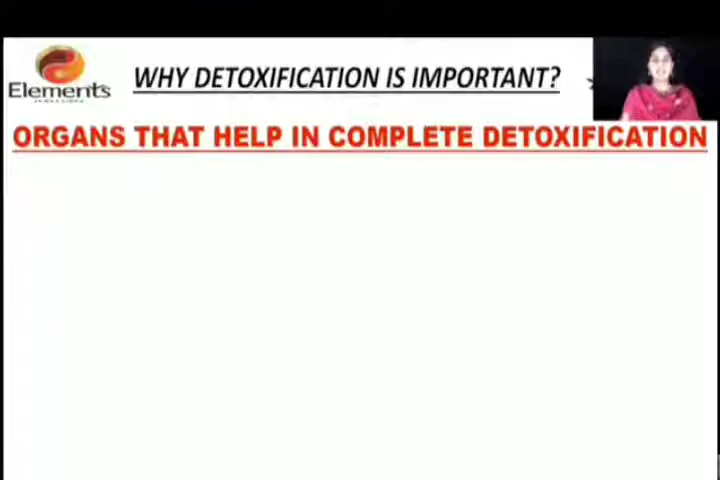 Elements
WHY DETOXIFICATION IS IMPORTANT?
ORGANS THAT HELP IN COMPLETE DETOXIFICATION